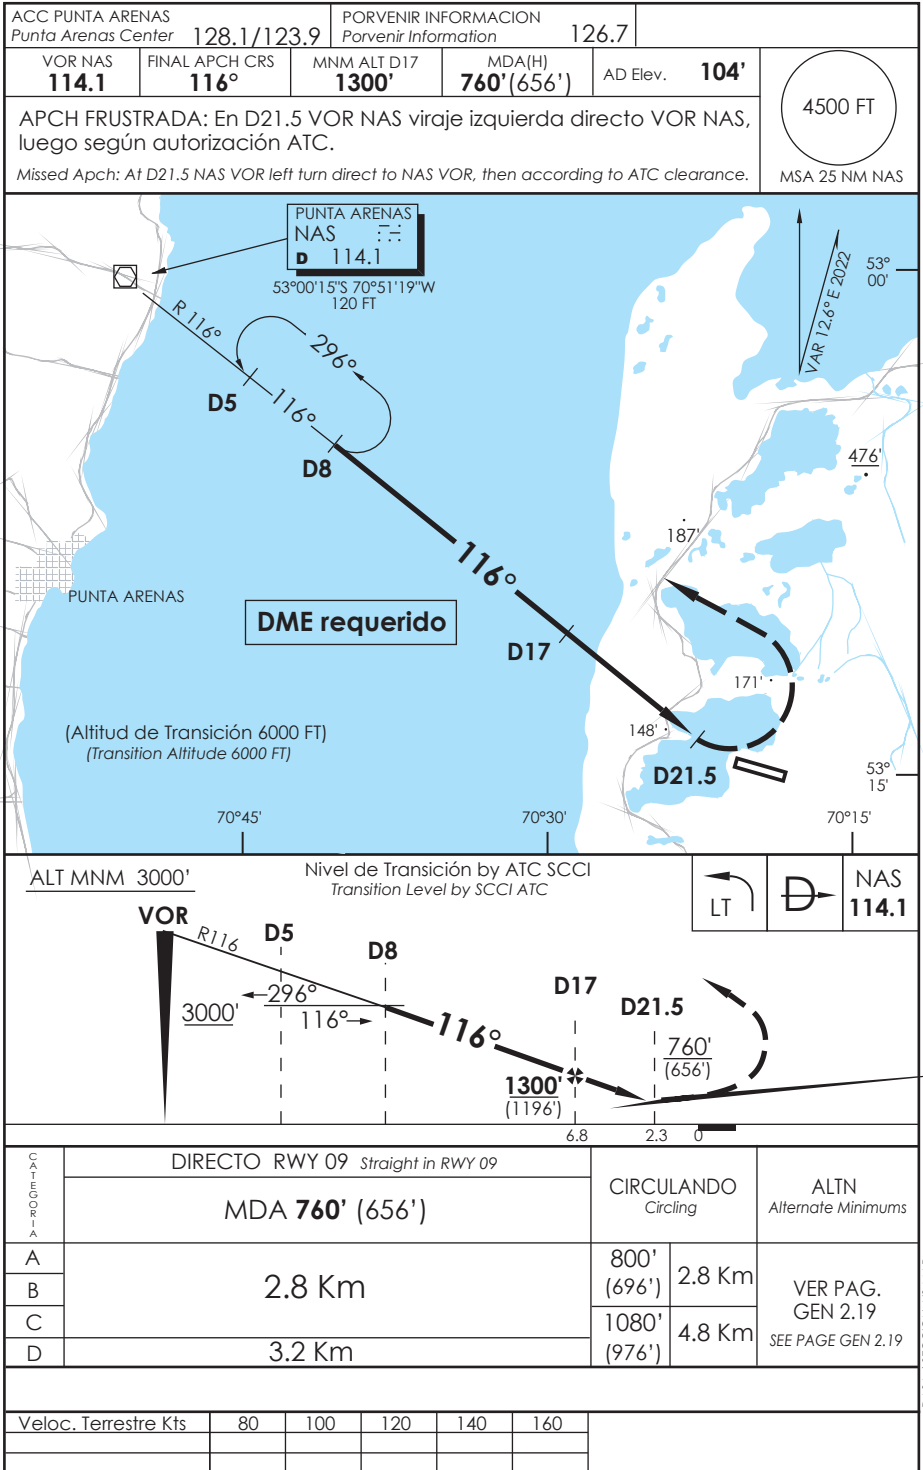 ACC PUNTA ARENAS
Punta Arenas Center 128.1/123.9
PORVENIR INFORMACION
Porvenir Information 126.7
VOR NAS
114.1
FINAL APCH CRS
116°
MNM ALT D17
1300'
MDA(H)
760'(656')
AD Elev. 104'
APCH FRUSTRADA: En D21.5 VOR NAS viraje izquierda directo VOR NAS,
luego según autorización ATC.
Missed Apch: At D21.5 NAS VOR left turn direct to NAS VOR, then according to ATC clearance.
4500 FT
MSA 25 NM NAS
PUNTA ARENAS
NAS
D 114.1
53°00'15"S 70°51'19"W
120 FT
VAR 12.6° E 2022
53°
00'
R 116°
296°
D5
116°
D8
476'
187'
116°
PUNTA ARENAS
DME requerido
D17
171'
148'
(Altitud de Transición 6000 FT)
(Transition Altitude 6000 FT)
D21.5
53°
15'
70°45'
70°30'
70°15'
ALT MNM 3000'
Nivel de Transición by ATC SCCI
Transition Level by SCCI ATC
LT
D
NAS
114.1
VOR
R116
D5
D8
D17
D21.5
296°
3000'
116°
116°
760'
(656')
1300'
(1196')
6.8
2.3
0
CATEGORIA
DIRECTO RWY 09 Straight in RWY 09
MDA 760' (656')
CIRCULANDO
Circling
ALTN
Alternate Minimums
A
B
C
D
2.8 Km
3.2 Km
800'
(696')
2.8 Km
1080'
(976')
4.8 Km
VER PAG.
GEN 2.19
SEE PAGE GEN 2.19
Veloc. Terrestre Kts 80 100 120 140 160